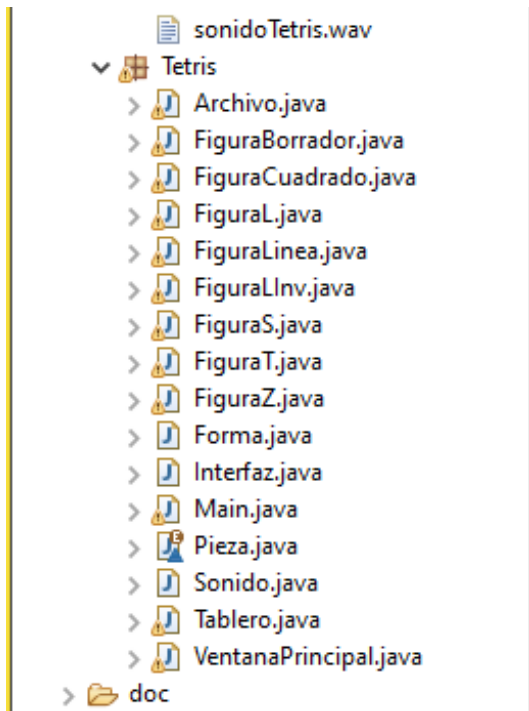 sonidoTetris.wav
Tetris
Archivo.java
FiguraBorrador.java
FiguraCuadrado.java
FiguraL.java
FiguraLinea.java
FiguraLInv.java
FiguraS.java
FiguraT.java
FiguraZ.java
Forma.java
Interfaz.java
Main.java
Pieza.java
Sonido.java
Tablero.java
VentanaPrincipal.java
doc